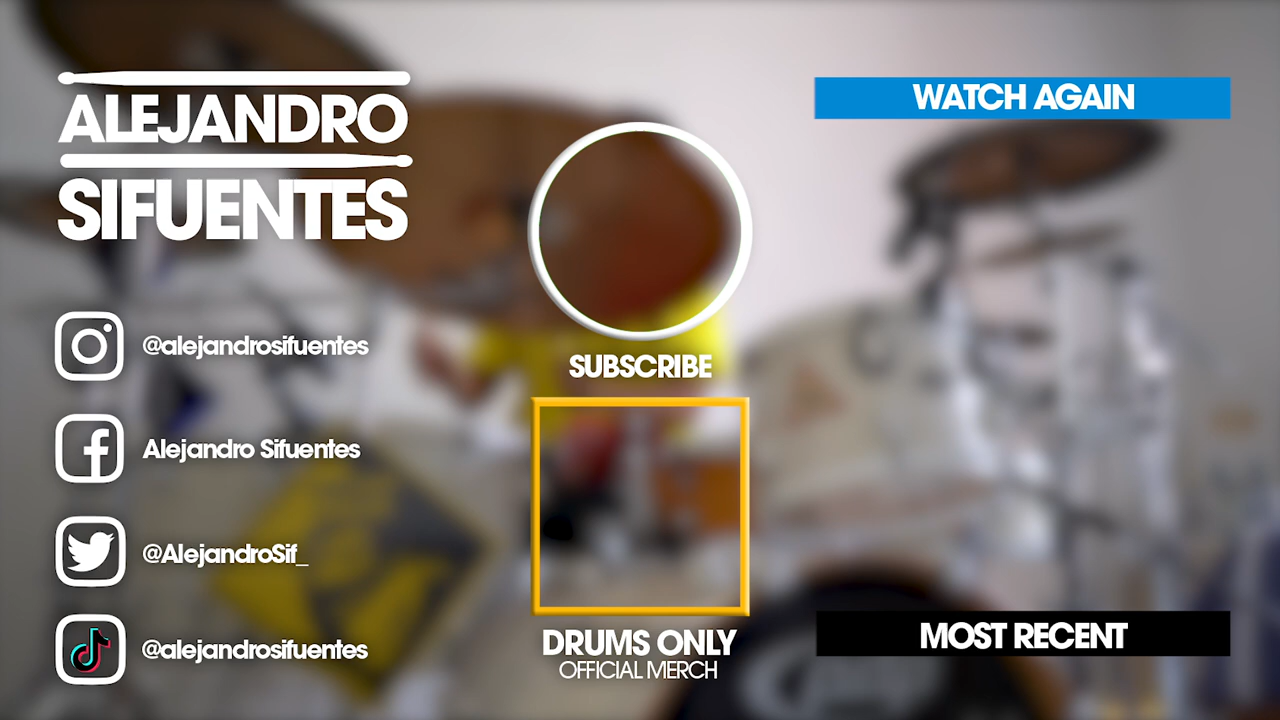 ALEJANDRO
SIFUENTES
@alejandrosifuentes
Alejandro Sifuentes
@AlejandroSif_
@alejandrosifuentes
SUBSCRIBE
DRUMS ONLY
OFFICIAL MERCH
WATCH AGAIN
MOST RECENT